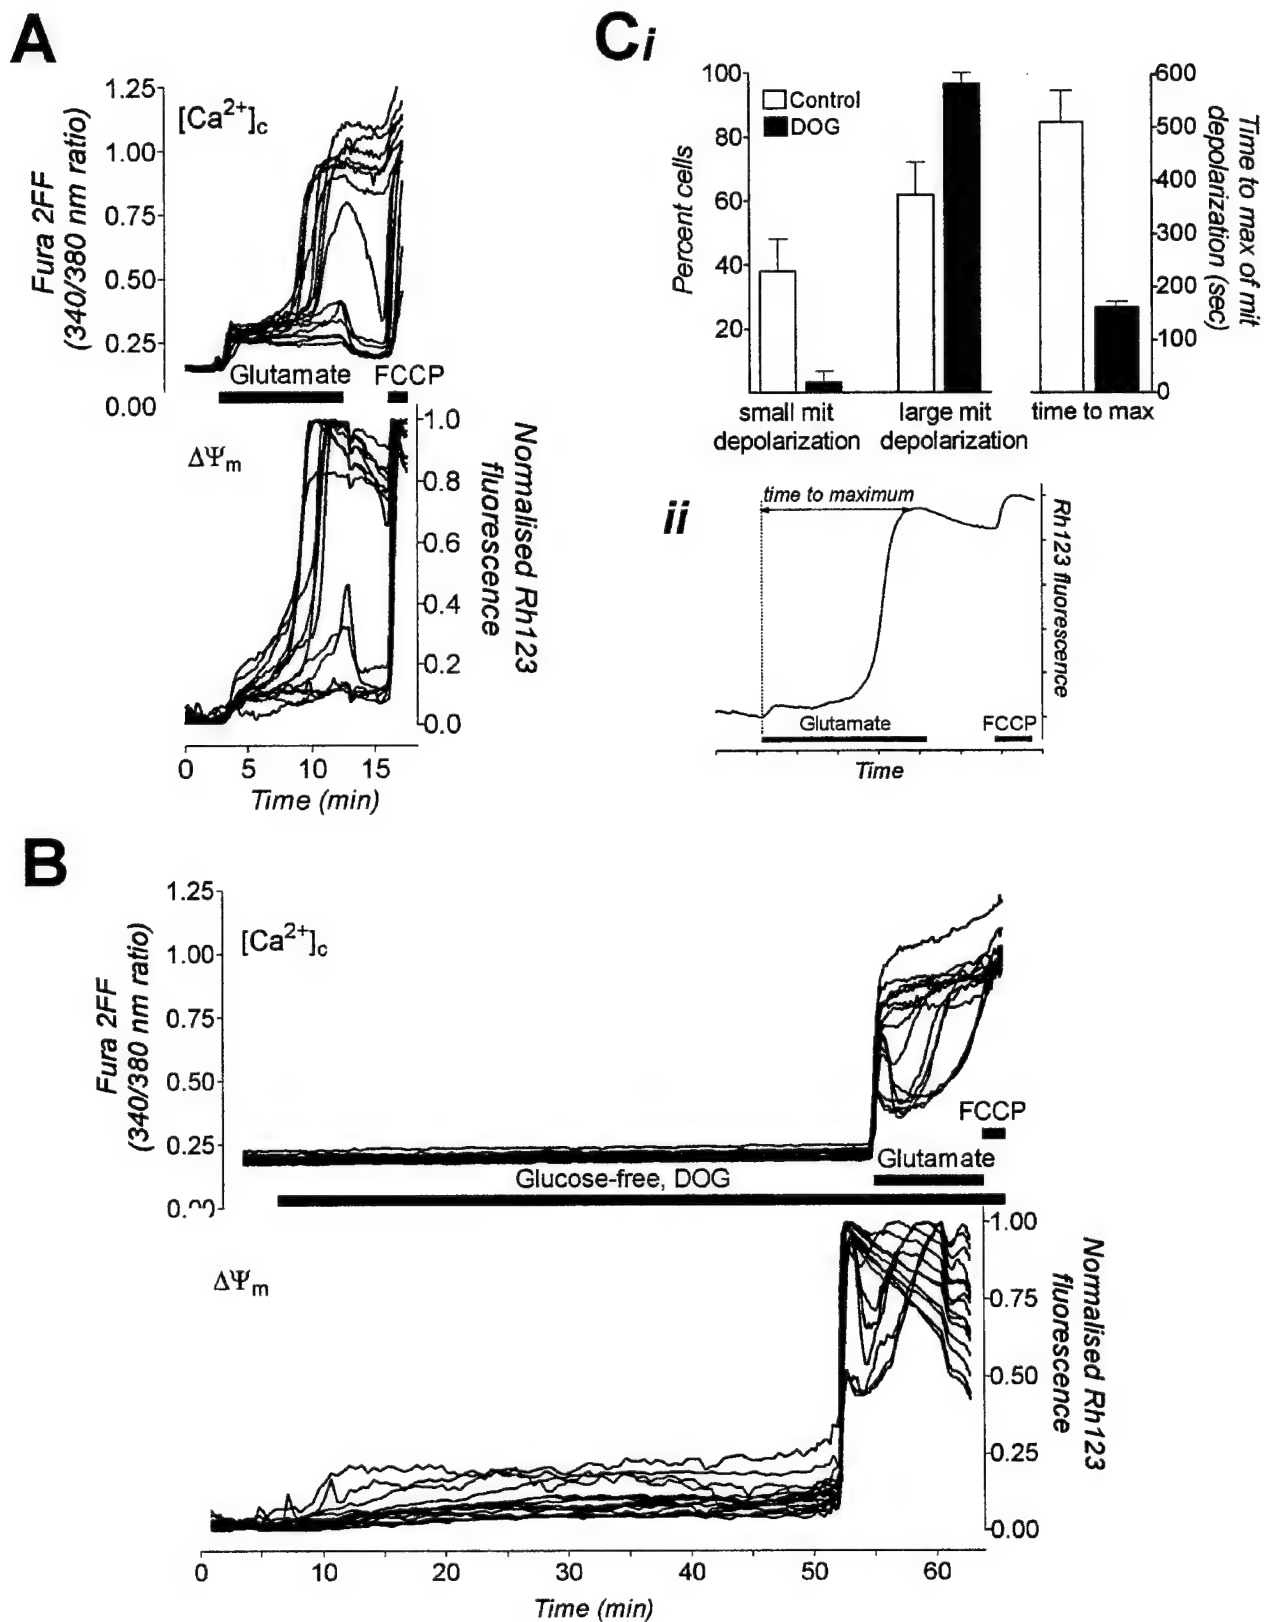 A
1.25
1.00
0.75
0.50
0.25
0.00
Fura 2FF
(340/380 nm ratio)
[Ca2+]c
Glutamate
FCCP
ΔΨm
1.0
0.8
0.6
0.4
0.2
0.0
Normalised Rh123
fluorescence
0 5 10 15
Time (min)
Ci
100
80
60
40
20
Percent cells
Control
DOG
600
500
400
300
200
100
0
Time to max of mit
depolarization (sec)
small mit
depolarization
large mit
depolarization
time to max
ii
time to maximum
Rh123 fluorescence
Glutamate
FCCP
Time
B
1.25
1.00
0.75
0.50
0.25
Fura 2FF
(340/380 nm ratio)
[Ca2+]c
FCCP
Glutamate
Glucose-free, DOG
ΔΨm
1.00
0.75
0.50
0.25
0.00
Normalised Rh123
fluorescence
0 10 20 30 40 50 60
Time (min)